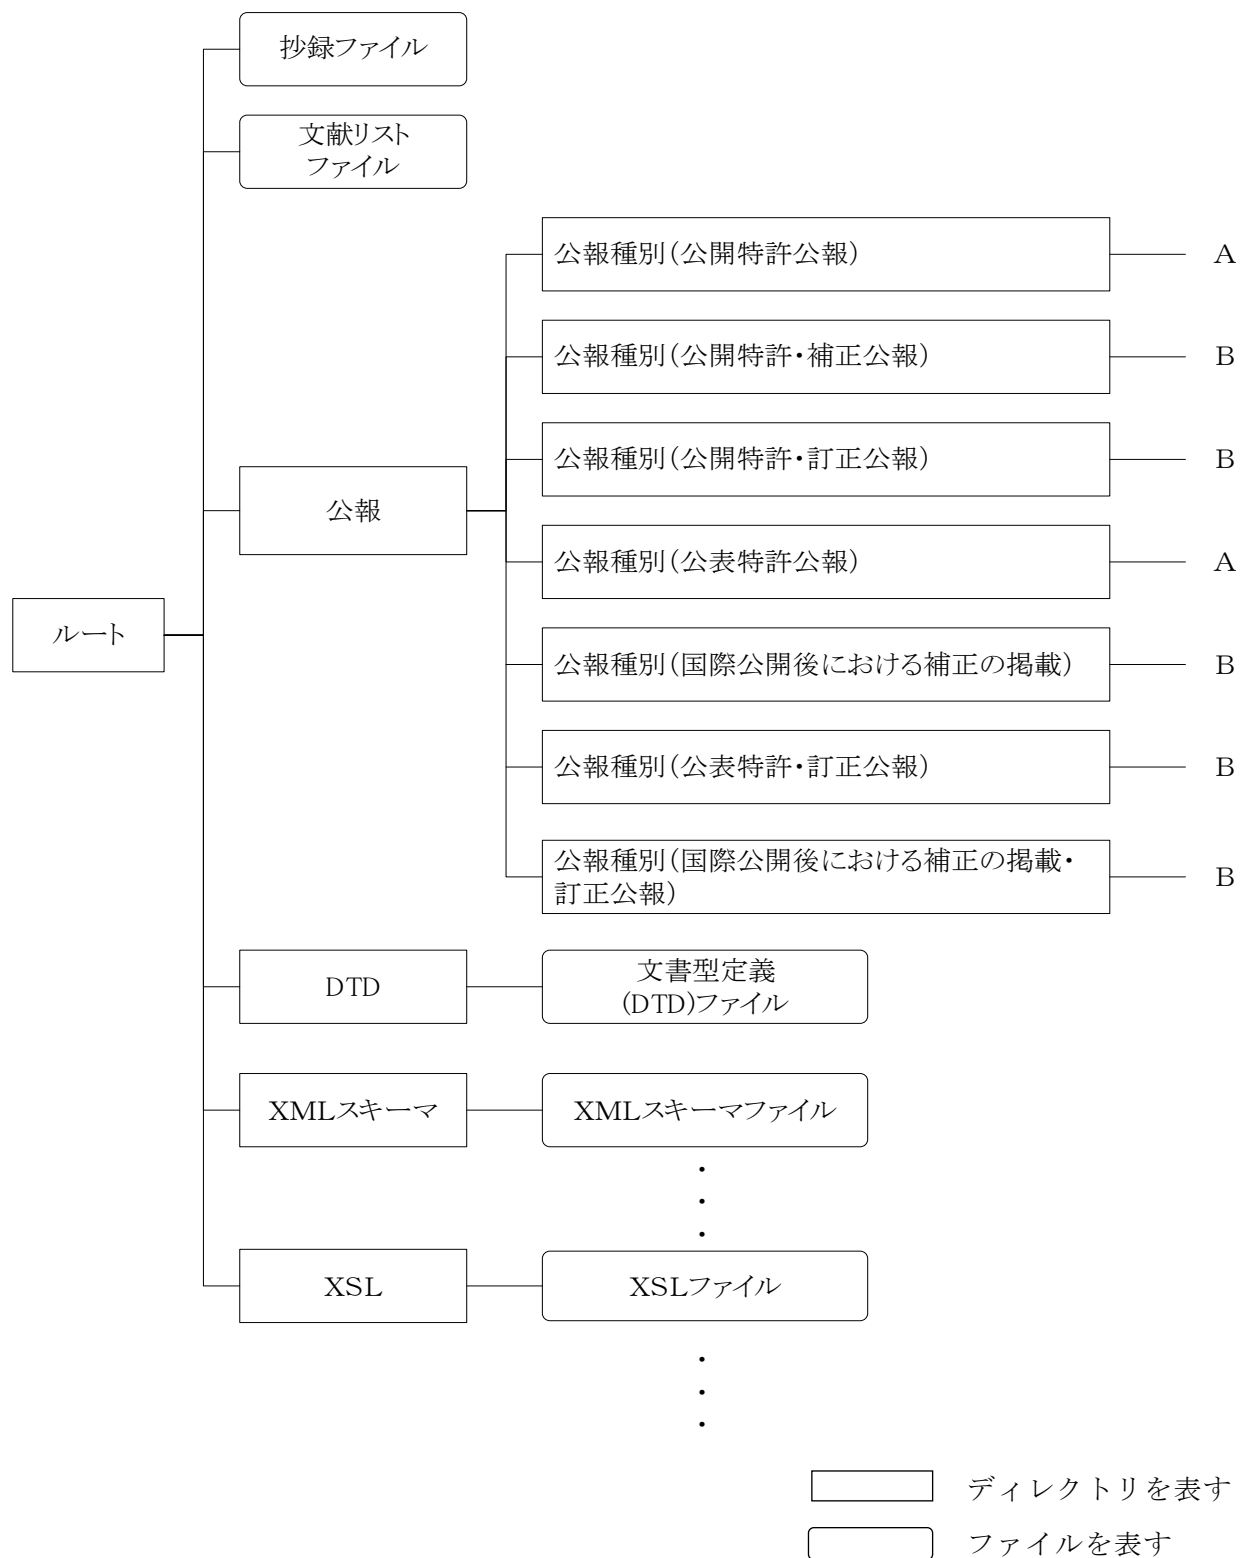 抄録ファイル
文献リスト
ファイル
公報種別(公開特許公報)
A
公報種別(公開特許・補正公報)
B
公報種別(公開特許・訂正公報)
B
公報
公報種別(公表特許公報)
A
ルート
公報種別(国際公開後における補正の掲載)
B
公報種別(公表特許・訂正公報)
B
公報種別(国際公開後における補正の掲載・
訂正公報)
B
DTD
文書型定義
(DTD)ファイル
XMLスキーマ
XMLスキーマファイル
・
・
・
XSL
XSLファイル
・
・
・
ディレクトリを表す
ファイルを表す